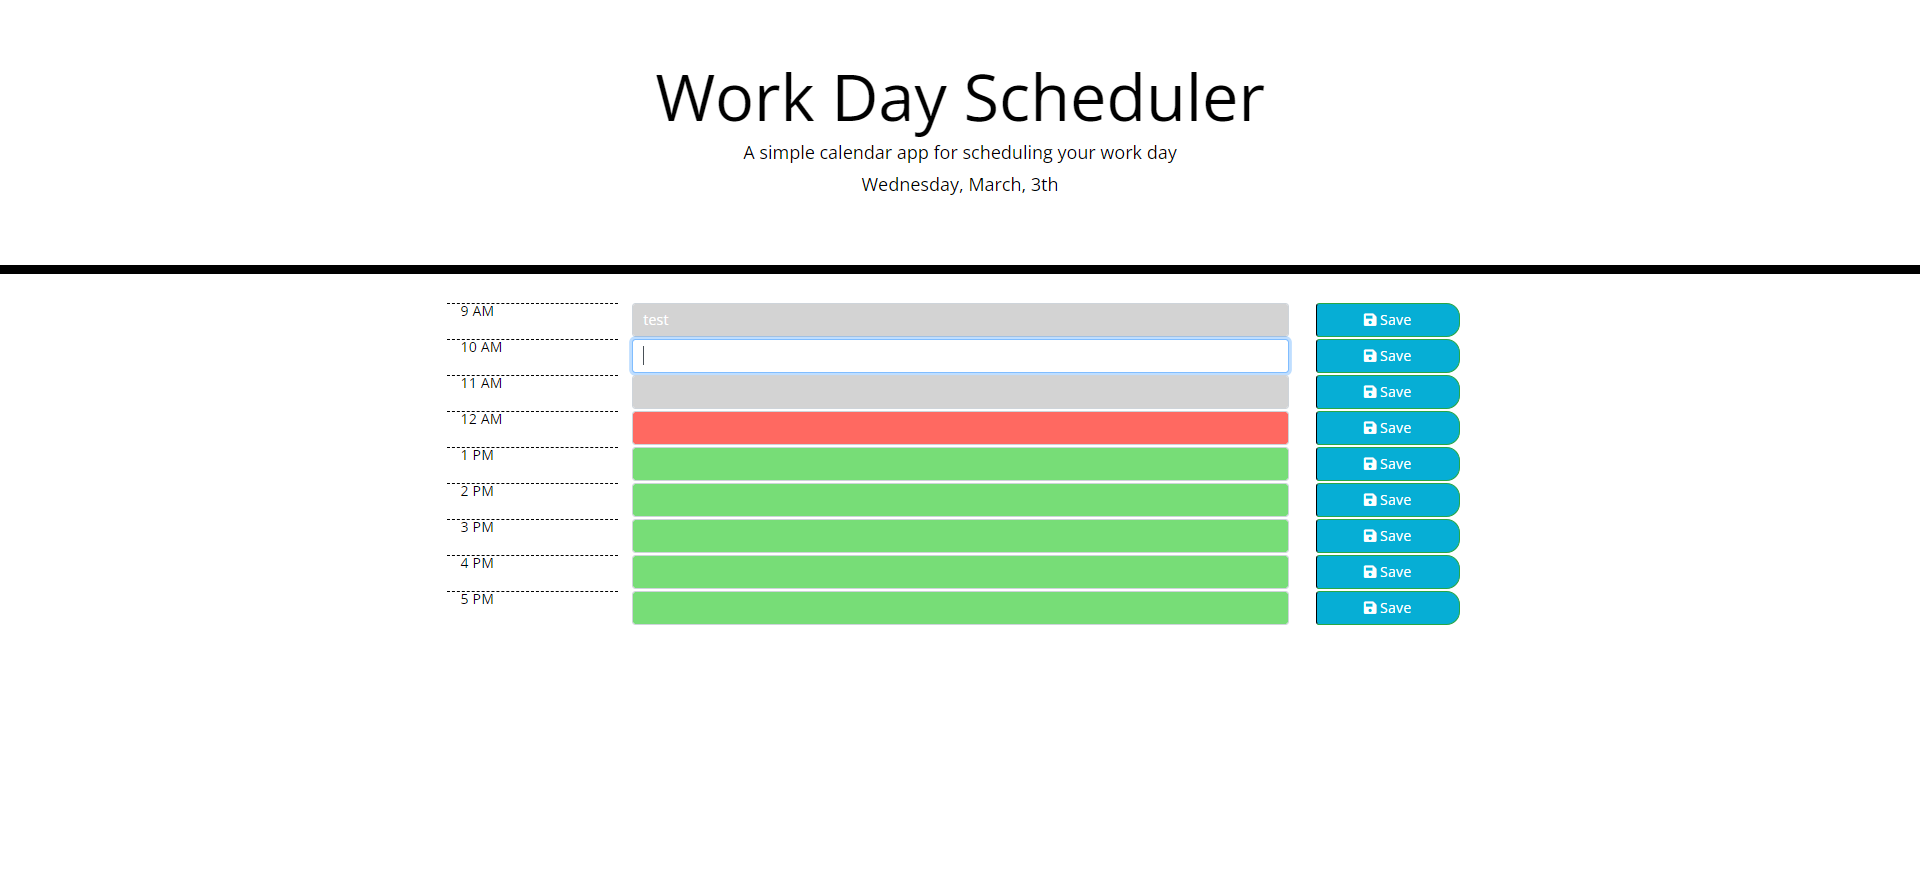 Work Day Scheduler
A simple calendar app for scheduling your work day
Wednesday, March, 3th
9 AM test Save
10 AM Save
11 AM Save
12 AM Save
1 PM Save
2 PM Save
3 PM Save
4 PM Save
5 PM Save